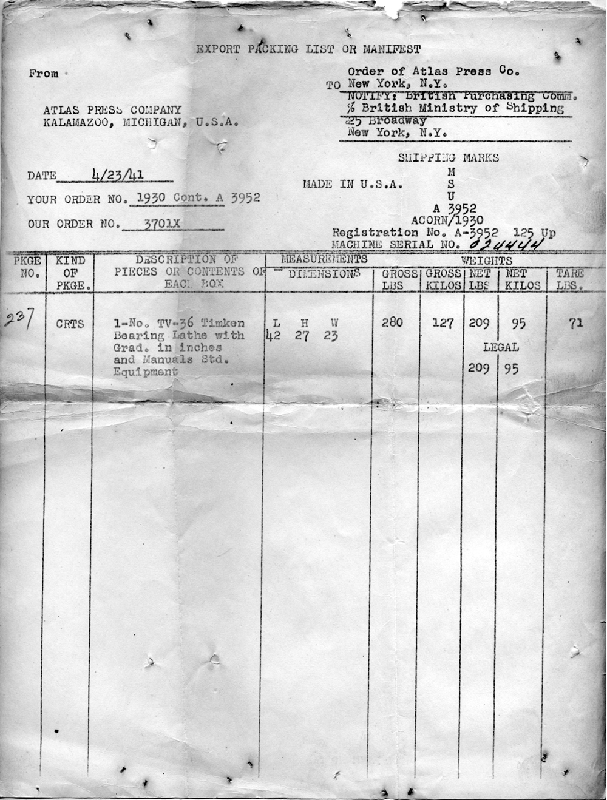 EXPORT PACKING LIST OR MANIFEST
From
ATLAS PRESS COMPANY
KALAMAZOO, MICHIGAN, U.S.A.
TO
Order of Atlas Press Co.
New York, N.Y.
NOTIFY: British Purchasing Comm.
% British Ministry of Shipping
25 Broadway
New York, N.Y.
SHIPPING MARKS
DATE 4/23/41
MADE IN U.S.A.
M
S
U
YOUR ORDER NO. 1930 Cont. A 3952
A 3952
ACORN/1930
OUR ORDER NO. 3701X
Registration No. A-3952 125 Up
MACHINE SERIAL NO. 034444
PKGE NO.
KIND OF PKGE.
DESCRIPTION OF PIECES OR CONTENTS OF EACH BOX
MEASUREMENTS
DIMENSIONS
WEIGHTS
GROSS LBS
GROSS KILOS
NET LBS
NET KILOS
TARE LBS.
237 CRTS 1-No. TV-36 Timken L H W 280 127 209 95 71
Bearing Lathe with 42 27 23
Grad. in inches LEGAL
and Manuals Std.
Equipment 209 95